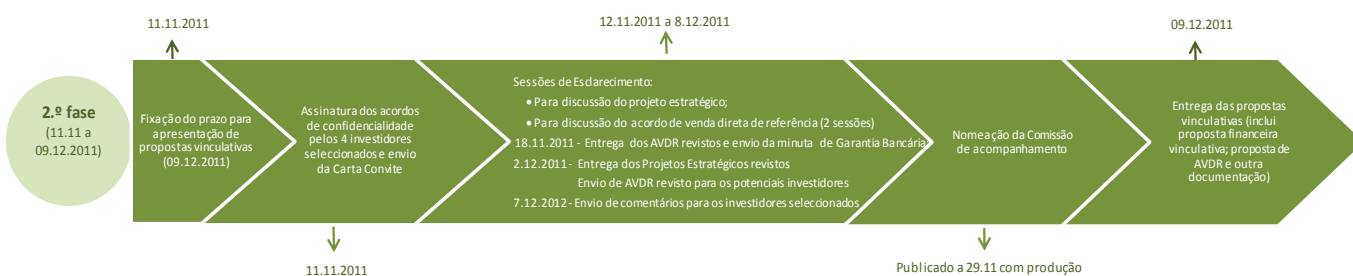 11.11.2011
12.11.2011 a 8.12.2011
09.12.2011
2.º fase
(11.11 a
09.12.2011)
Fixação do prazo para
apresentação de
propostas vinculativas
(09.12.2011)
Assinatura dos acordos
de confidencialidade
pelos 4 investidores
seleccionados e envio
da Carta Convite
Sessões de Esclarecimento:
• Para discussão do projeto estratégico;
• Para discussão do acordo de venda direta de referência (2 sessões)
18.11.2011 - Entrega dos AVDR revistos e envio da minuta de Garantia Bancária
2.12.2011 - Entrega dos Projetos Estratégicos revistos
Envio de AVDR revisto para os potenciais investidores
7.12.2012 - Envio de comentários para os investidores seleccionados
Nomeação da Comissão
de acompanhamento
Entrega das propostas
vinculativas (inclui
proposta financeira
vinculativa; proposta de
AVDR e outra
documentação)
11.11.2011
Publicado a 29.11 com produção